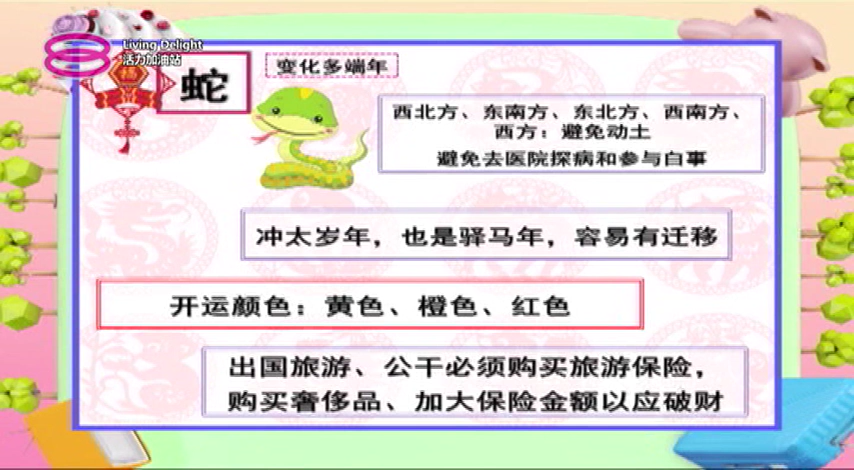 Living Delight
活力加油站
福
蛇
变化多端年
西北方、东南方、东北方、西南方、
西方：避免动土
避免去医院探病和参与白事
冲太岁年，也是驿马年，容易有迁移
开运颜色：黄色、橙色、红色
出国旅游、公干必须购买旅游保险，
购买奢侈品、加大保险金额以应破财